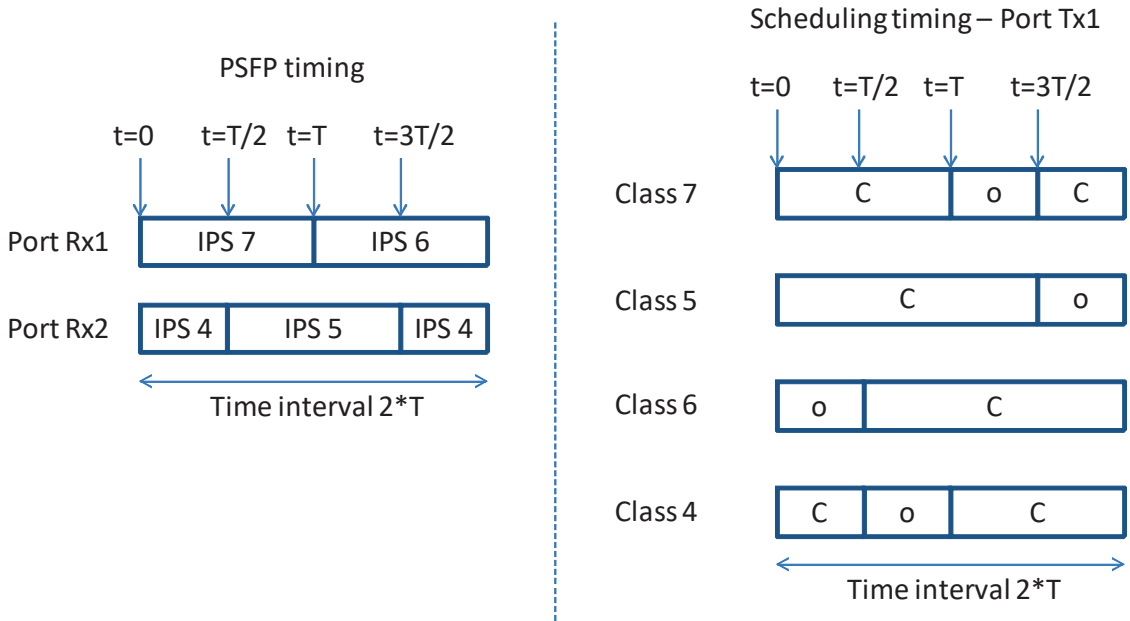 PSFP timing
t=0 t=T/2 t=T t=3T/2
Port Rx1 IPS 7 IPS 6
Port Rx2 IPS 4 IPS 5 IPS 4
Time interval 2*T
Scheduling timing – Port Tx1
t=0 t=T/2 t=T t=3T/2
Class 7 C o C
Class 5 C o
Class 6 o C
Class 4 C o C
Time interval 2*T